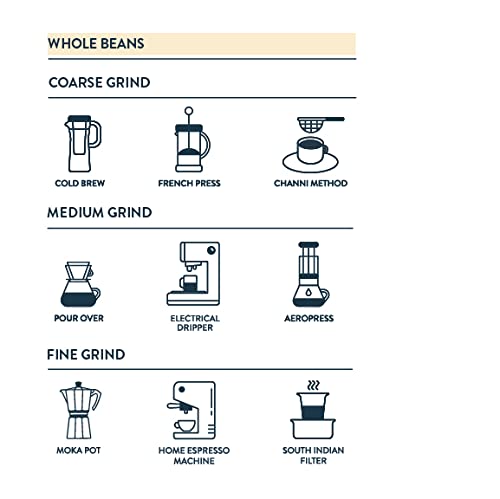 WHOLE BEANS
COARSE GRIND
COLD BREW
FRENCH PRESS
CHANNI METHOD
MEDIUM GRIND
POUR OVER
ELECTRICAL
DRIPPER
AEROPRESS
FINE GRIND
MOKA POT
HOME ESPRESSO
MACHINE
SOUTH INDIAN
FILTER